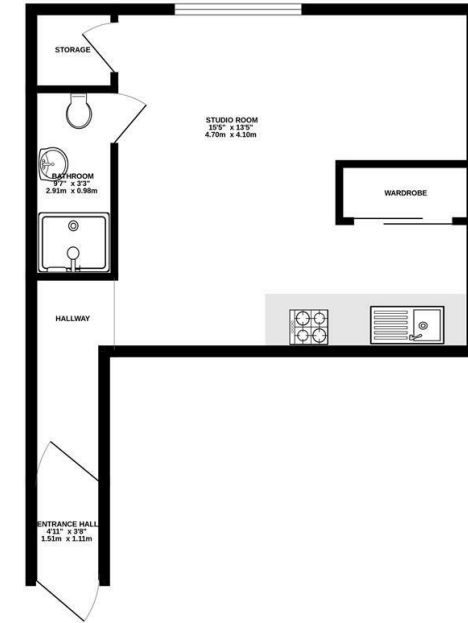 STORAGE
STUDIO ROOM
15'5" x 13'5"
4.70m x 4.10m
BATHROOM
9'7" x 3'3"
2.91m x 0.98m
WARDROBE
HALLWAY
ENTRANCE HALL
4'11" x 3'8"
1.51m x 1.11m